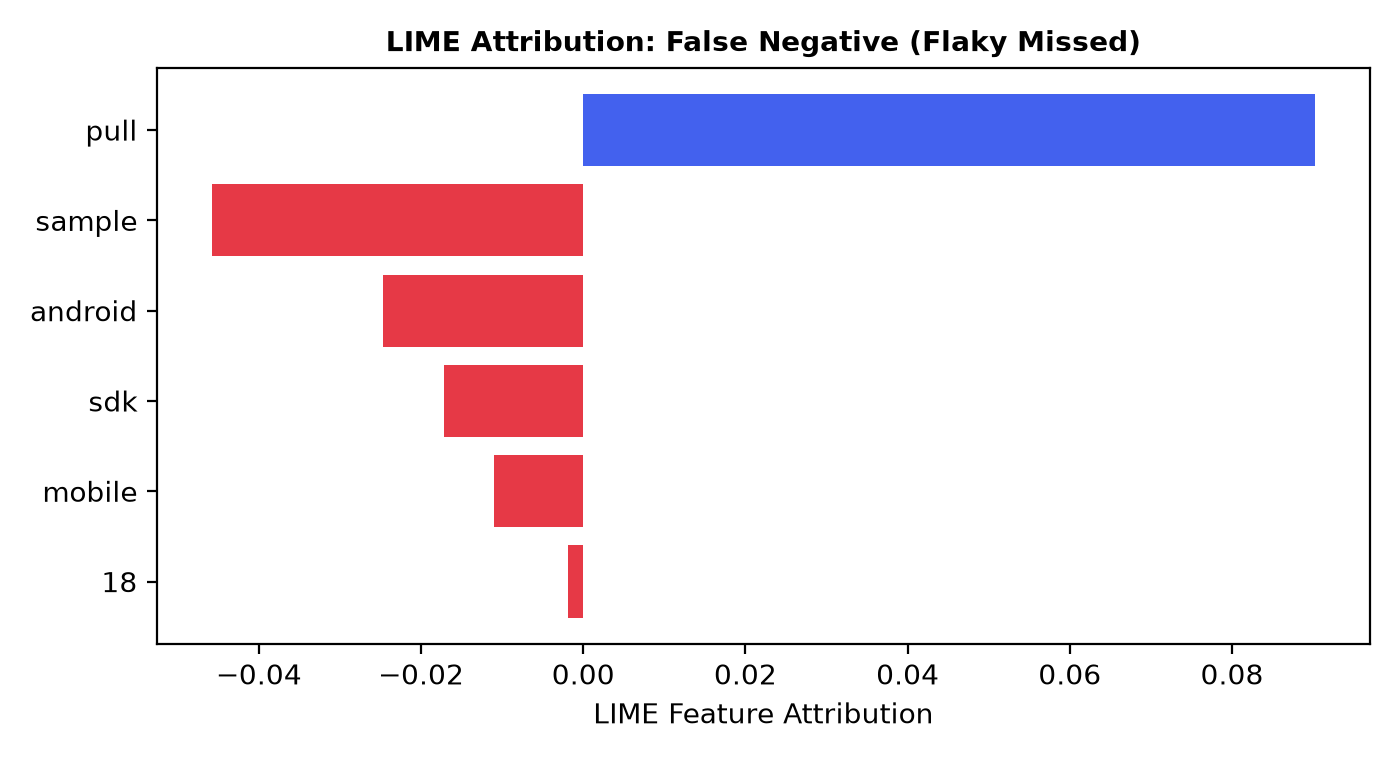 LIME Attribution: False Negative (Flaky Missed)
pull
sample
android
sdk
mobile
18
−0.04 −0.02 0.00 0.02 0.04 0.06 0.08
LIME Feature Attribution